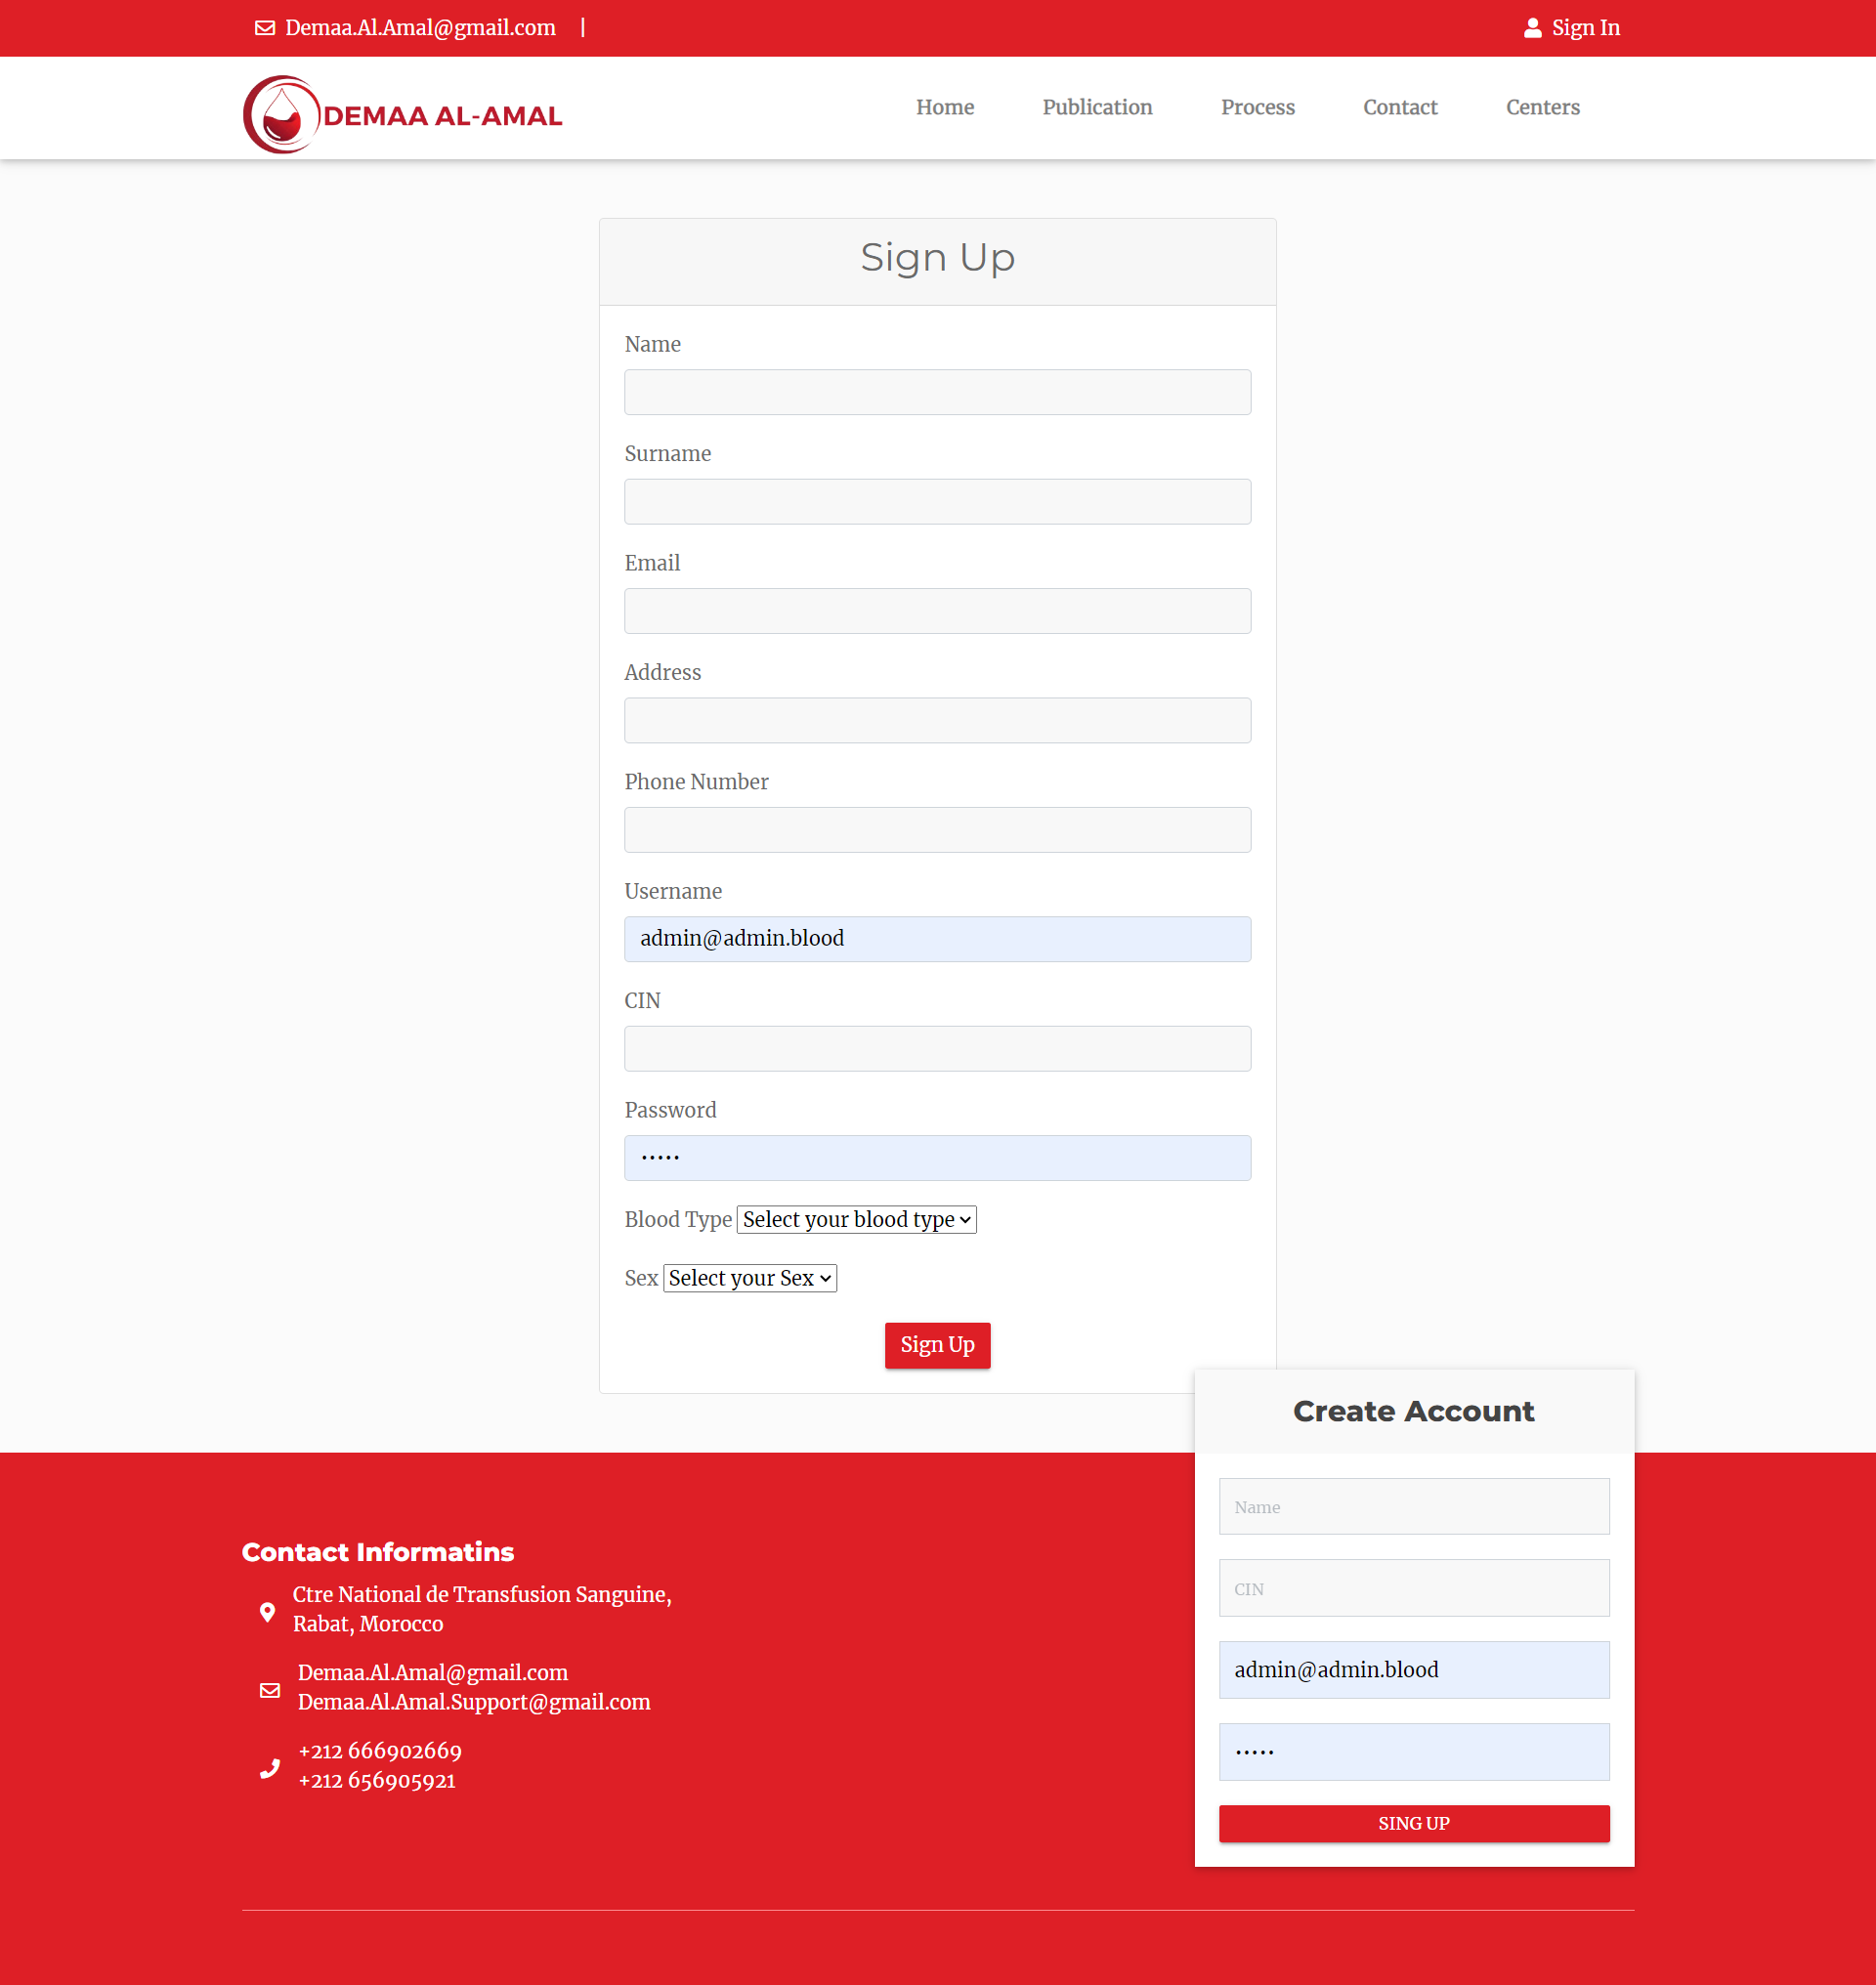 Demaa.Al.Amal@gmail.com |
Sign In
DEMAA AL-AMAL
Home Publication Process Contact Centers
Sign Up
Name
Surname
Email
Address
Phone Number
Username
admin@admin.blood
CIN
Password
•••••
Blood Type Select your blood type
Sex Select your Sex
Sign Up
Contact Informatins
Ctre National de Transfusion Sanguine,
Rabat, Morocco
Demaa.Al.Amal@gmail.com
Demaa.Al.Amal.Support@gmail.com
+212 666902669
+212 656905921
Create Account
Name
CIN
admin@admin.blood
•••••
SING UP